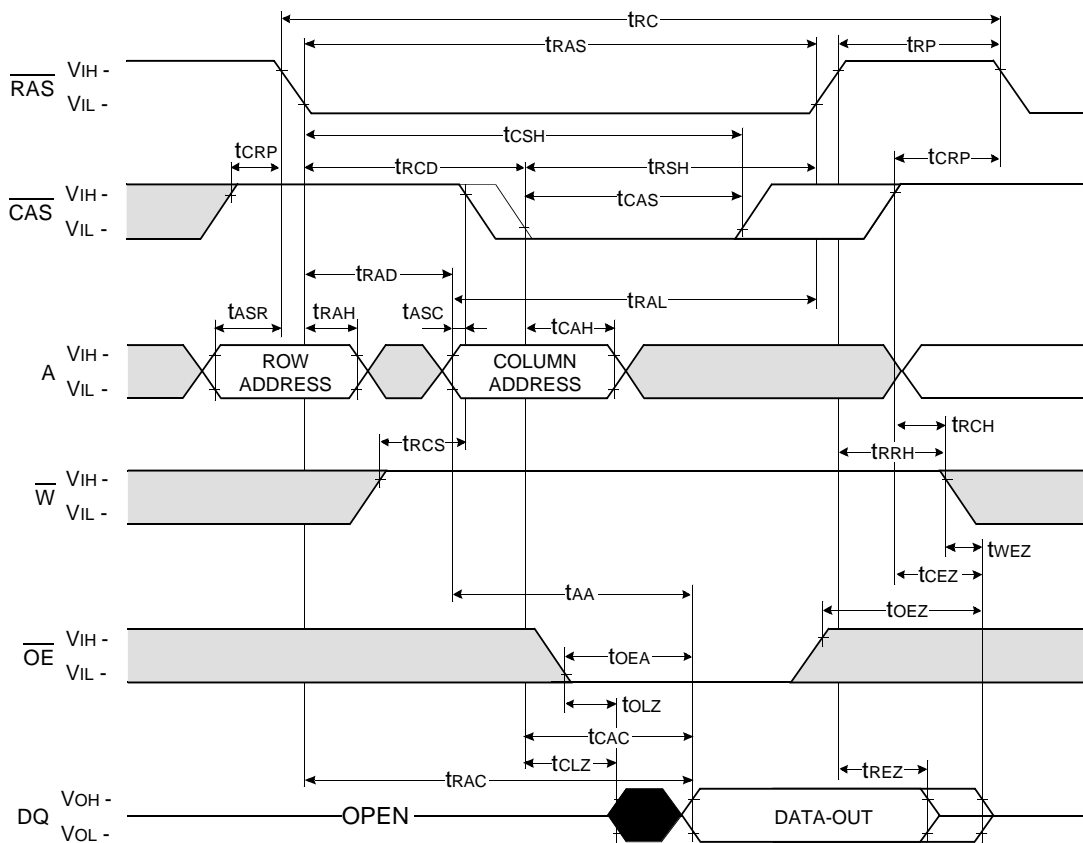 tRC
tRAS
tRP
RAS
VIH -
VIL -
tCSH
tCRP
tRCD
tRSH
tCRP
CAS
VIH -
VIL -
tCAS
tRAD
tRAL
tASR
tRAH
tASC
tCAH
A
VIH -
VIL -
ROW
ADDRESS
COLUMN
ADDRESS
tRCS
tRCH
tRRH
W
VIH -
VIL -
tWEZ
tCEZ
tAA
tOEZ
OE
VIH -
VIL -
tOEA
tOLZ
tCAC
tCLZ
tREZ
tRAC
DQ
VOH -
VOL -
OPEN
DATA-OUT